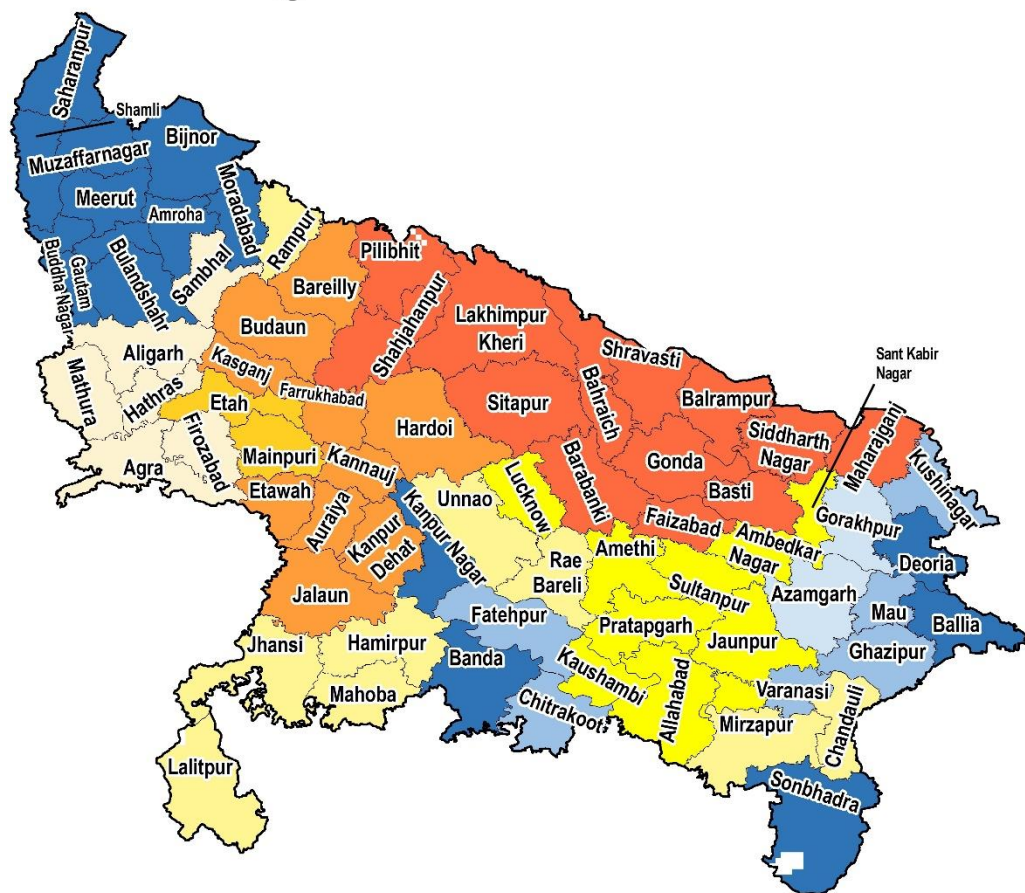 Saharanpur
Shamli
Bijnor
Muzaffarnagar
Meerut
Amroha
Moradabad
Rampur
Gautam
Buddha Nagar
Bulandshahr
Sambhal
Pilibhit
Bareilly
Budaun
Shahjahanpur
Lakhimpur
Kheri
Shravasti
Sant Kabir
Nagar
Mathura
Aligarh
Hathras
Kasganj
Etah
Farrukhabad
Hardoi
Sitapur
Bahraich
Balrampur
Siddharth
Nagar
Maharajganj
Kushinagar
Agra
Firozabad
Mainpuri
Kannauj
Etawah
Auraiya
Kanpur
Dehat
Kanpur Nagar
Unnao
Lucknow
Barabanki
Gonda
Basti
Faizabad
Ambedkar
Nagar
Gorakhpur
Deoria
Rae
Bareli
Amethi
Sultanpur
Azamgarh
Mau
Ballia
Jalaun
Fatehpur
Pratapgarh
Jaunpur
Ghazipur
Jhansi
Hamirpur
Banda
Kaushambi
Varanasi
Chandauli
Mahoba
Chitrakoot
Allahabad
Mirzapur
Lalitpur
Sonbhadra